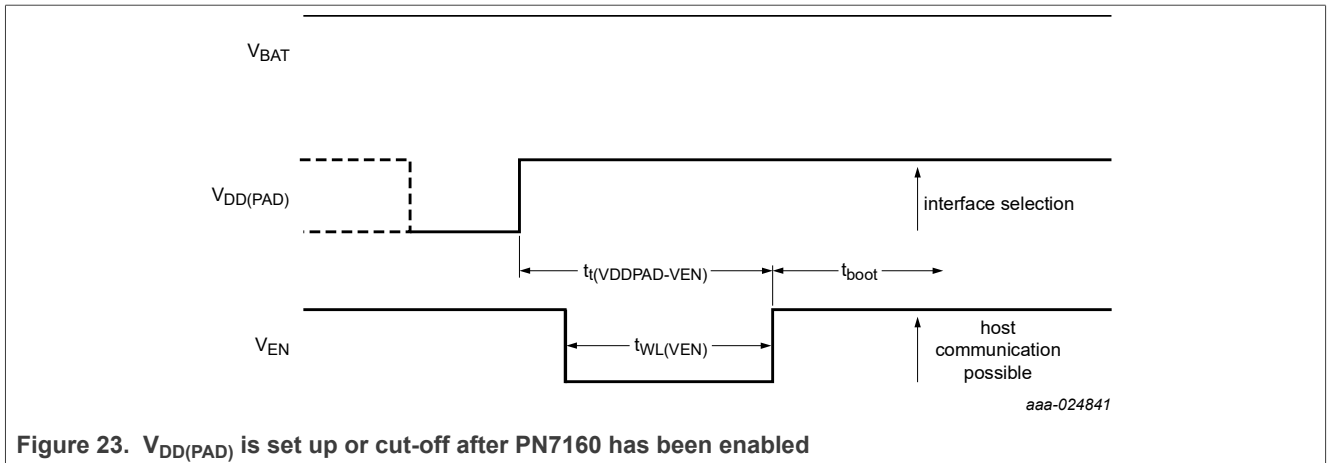 VBAT
VDD(PAD)
interface selection
tt(VDDPAD-VEN)
tboot
VEN
tWL(VEN)
host
communication
possible
aaa-024841
Figure 23. VDD(PAD) is set up or cut-off after PN7160 has been enabled